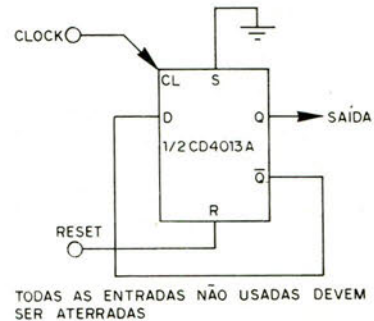 CLOCK
CL S
D Q
SAÍDA
1/2 CD4013A
Q̅
R
RESET
TODAS AS ENTRADAS NÃO USADAS DEVEM
SER ATERRADAS